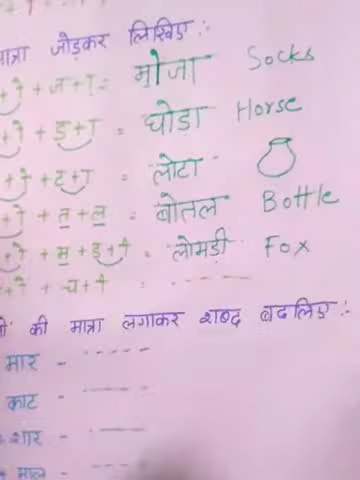 मात्रा जोड़कर लिखिए :-
+ े + ज + ा = मोजा Socks
+ े + ड़ + ा = घोडा Horse
+ े + ट + ा = लोटा
+ े + त + ल = बोतल Bottle
+ े + म + ड़ + ी = लोमड़ी Fox
+ े + च + ी = -----
की मात्रा लगाकर शब्द बदलिए :-
मार - -----
काट - -----
शार - -----
माल - -----